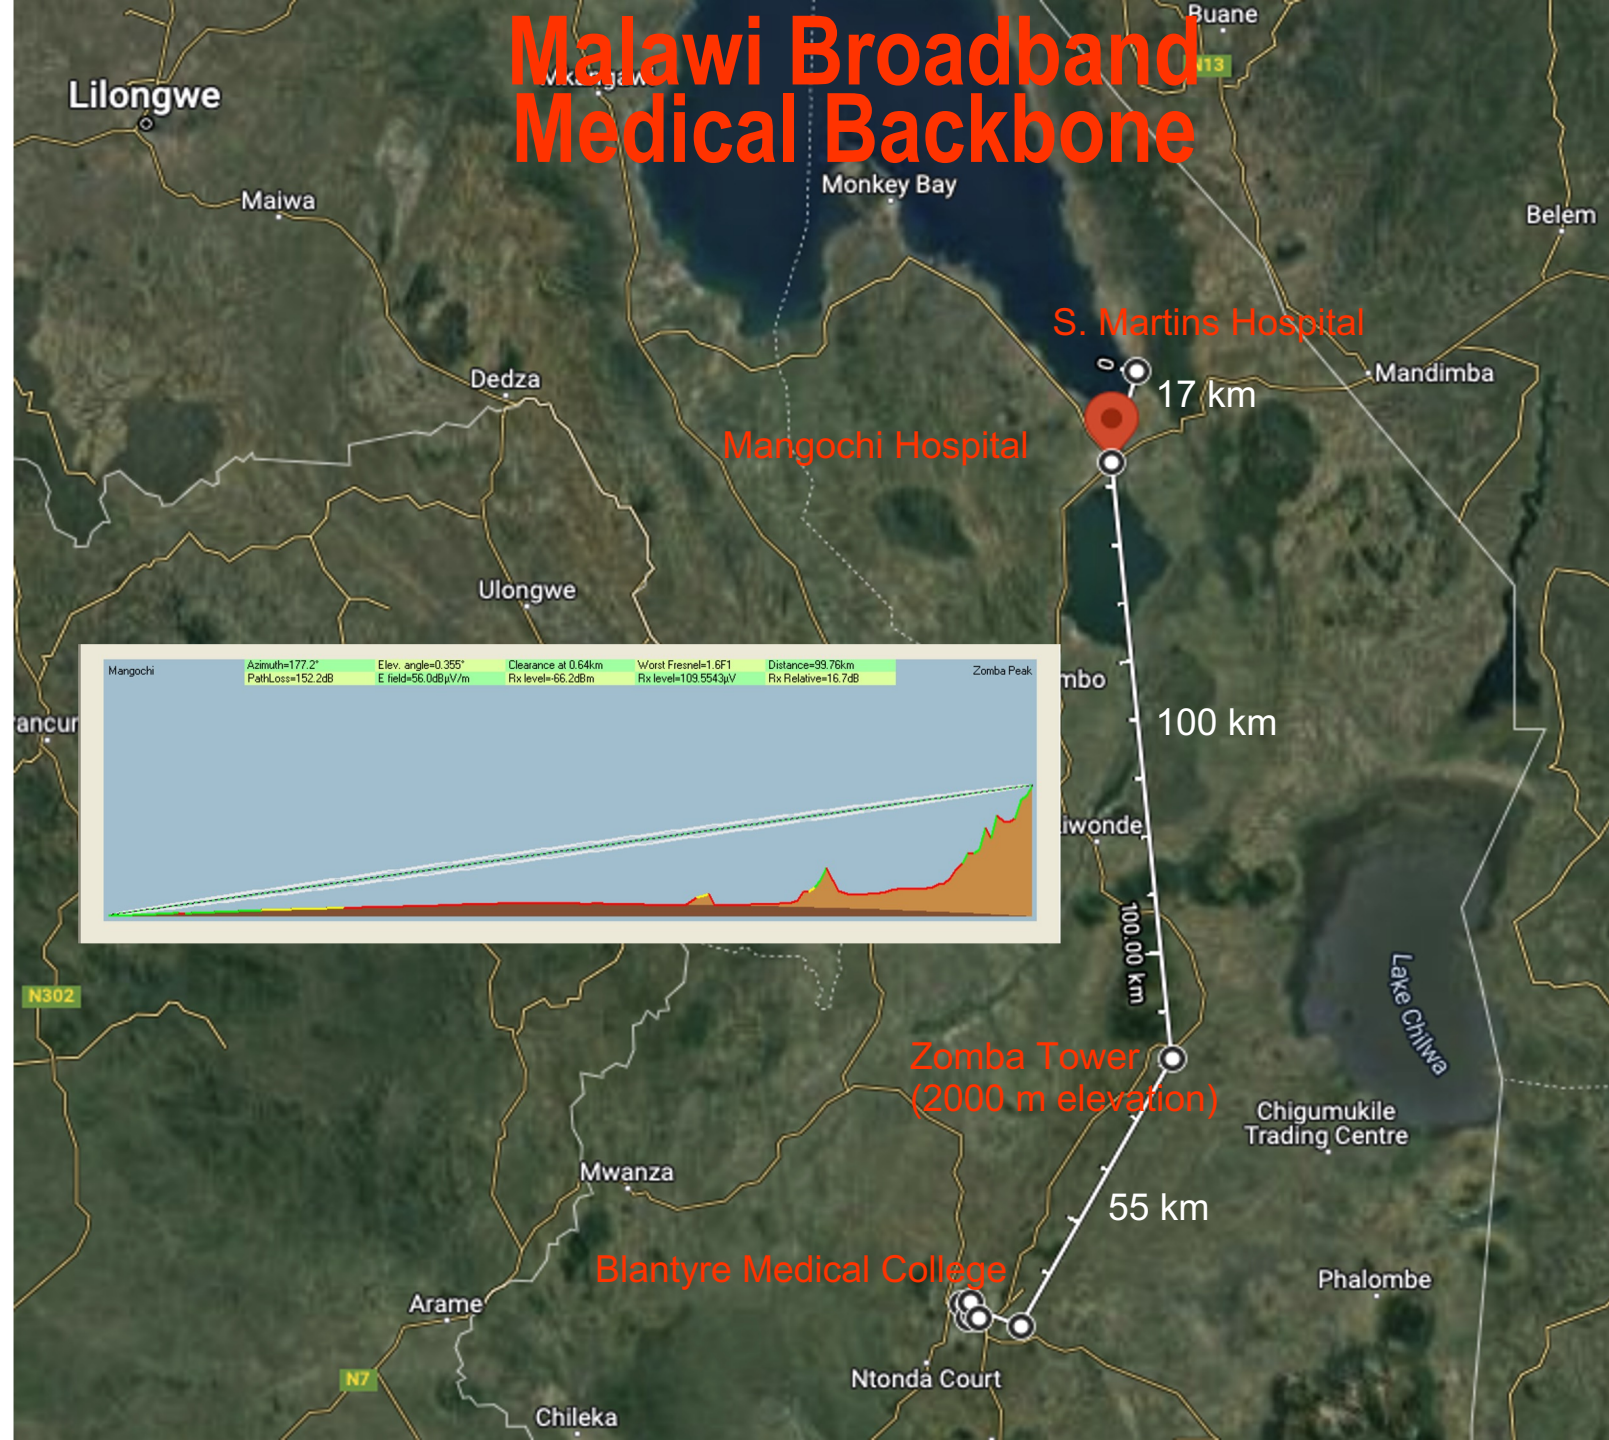 Buane
Malawi Broadband
N13
Lilongwe
Medical Backbone
Monkey Bay
Maiwa
Belem
S. Martins Hospital
0
Mandimba
Dedza
17 km
Mangochi Hospital
Ulongwe
Mangochi
Azimuth=177.2° Elev. angle=0.355° Clearance at 0.64km Worst Fresnel=1.6F1 Distance=99.76km
Zomba Peak
PathLoss=152.2dB E field=56.0dBµV/m Rx level=-66.2dBm Rx level=109.5543µV Rx Relative=16.7dB
mbo
ancur
100 km
iwonde
100.00 km
N302
Lake Chilwa
Zomba Tower
(2000 m elevation)
Chigumukile
Trading Centre
Mwanza
55 km
Blantyre Medical College
Phalombe
Arame
N7
Ntonda Court
Chileka